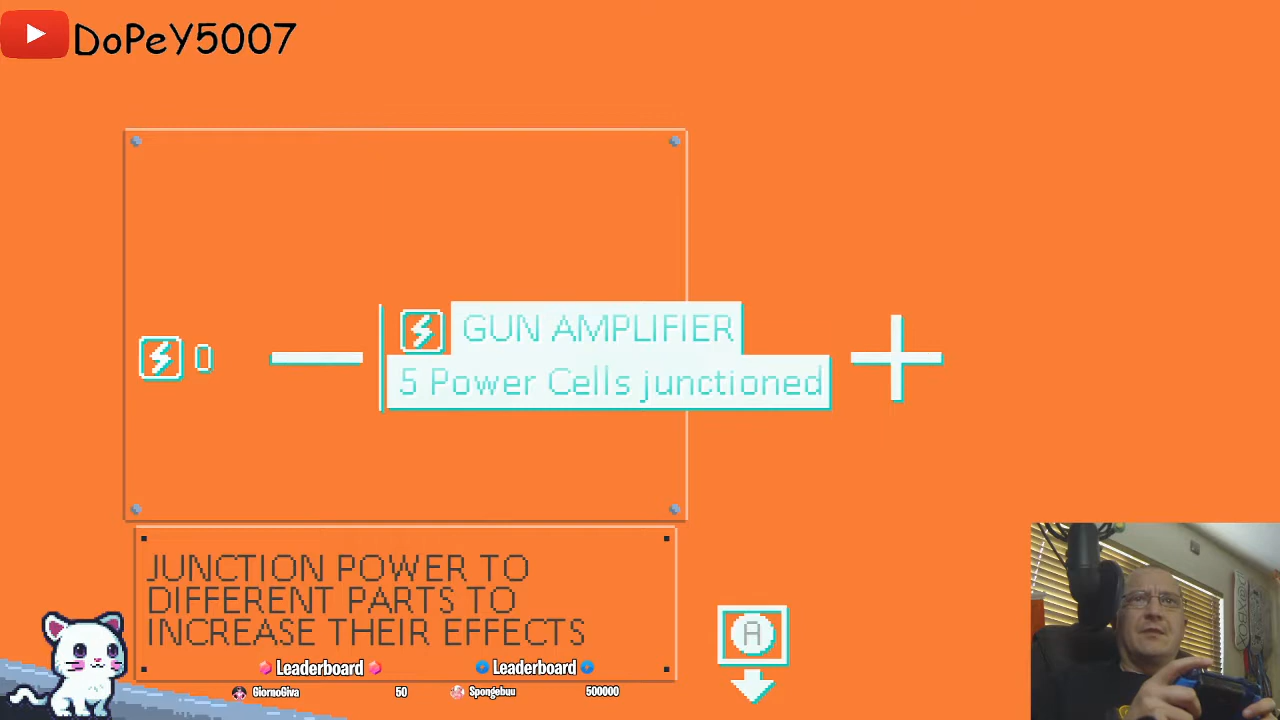 DoPeY5007
GUN AMPLIFIER
0
5 Power Cells junctioned
JUNCTION POWER TO
DIFFERENT PARTS TO
INCREASE THEIR EFFECTS
A
Leaderboard Leaderboard
GiornoGiva 50 Spongebuu 500000